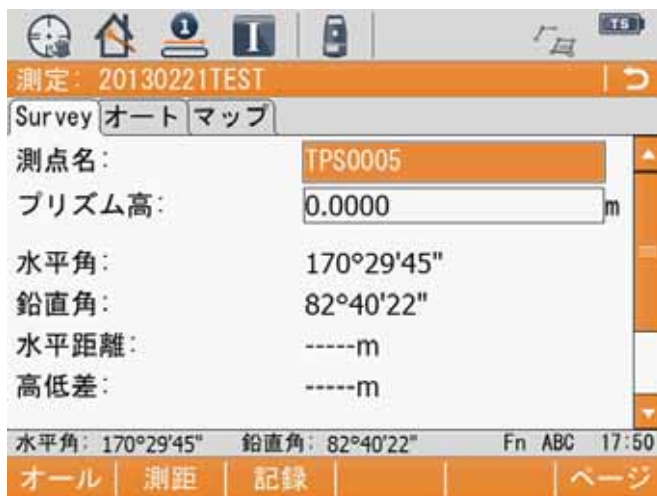 1 I TS
測定: 20130221TEST
Survey オート マップ
測点名: TPS0005
プリズム高: 0.0000 m
水平角: 170°29'45"
鉛直角: 82°40'22"
水平距離: -----m
高低差: -----m
水平角: 170°29'45" 鉛直角: 82°40'22" Fn ABC 17:50
オール 測距 記録 ページ